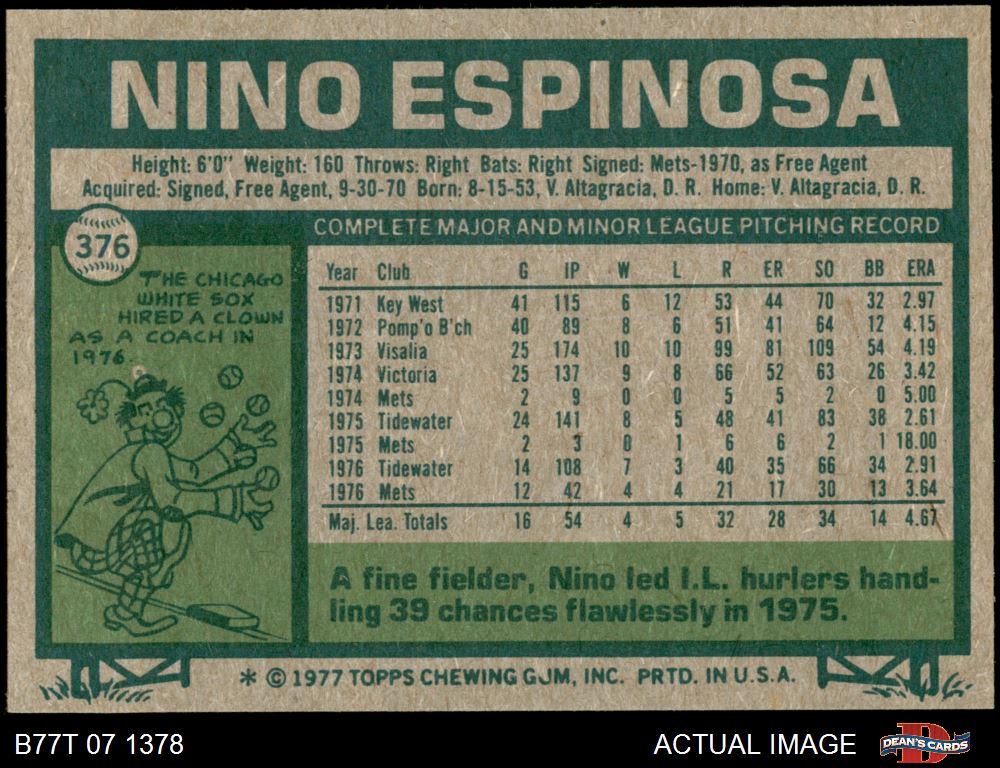 NINO ESPINOSA
Height: 6'0" Weight: 160 Throws: Right Bats: Right Signed: Mets-1970, as Free Agent
Acquired: Signed, Free Agent, 9-30-70 Born: 8-15-53, V. Altagracia, D. R. Home: V. Altagracia, D. R.
376
THE CHICAGO
WHITE SOX
HIRED A CLOWN
AS A COACH IN
1976.
COMPLETE MAJOR AND MINOR LEAGUE PITCHING RECORD
Year Club G IP W L R ER SO BB ERA
1971 Key West 41 115 6 12 53 44 70 32 2.97
1972 Pomp'o B'ch 40 89 8 6 51 41 64 12 4.15
1973 Visalia 25 174 10 10 99 81 109 54 4.19
1974 Victoria 25 137 9 8 66 52 63 26 3.42
1974 Mets 2 9 0 0 5 5 2 0 5.00
1975 Tidewater 24 141 8 5 48 41 83 38 2.61
1975 Mets 2 3 0 1 6 6 2 1 18.00
1976 Tidewater 14 108 7 3 40 35 66 34 2.91
1976 Mets 12 42 4 4 21 17 30 13 3.64
Maj. Lea. Totals 16 54 4 5 32 28 34 14 4.67
A fine fielder, Nino led I.L. hurlers hand-
ling 39 chances flawlessly in 1975.
* © 1977 TOPPS CHEWING GUM, INC. PRTD. IN U.S.A.
B77T 07 1378
ACTUAL IMAGE
D
DEAN'S CARDS